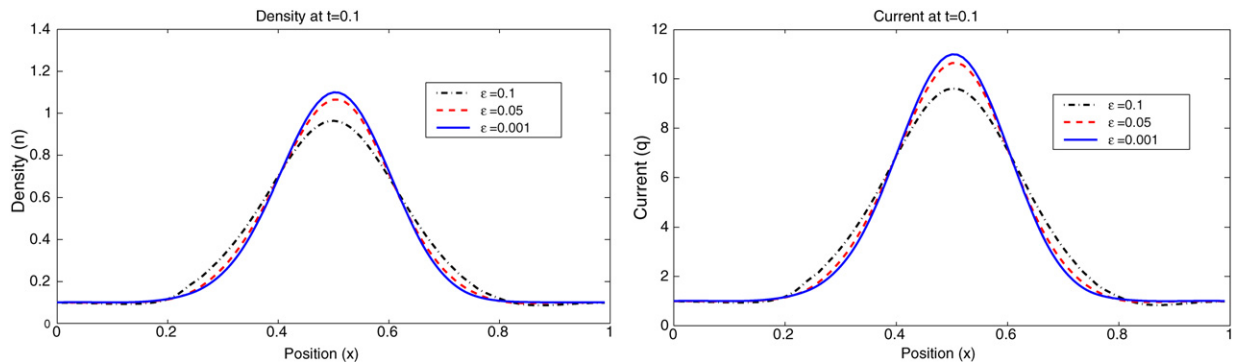 Density at t=0.1
1.4
1.2
1
0.8
0.6
0.4
0.2
0
Density (n)
ε=0.1
ε=0.05
ε=0.001
0
0.2
0.4
0.6
0.8
1
Position (x)
Current at t=0.1
12
10
8
6
4
2
0
Current (q)
ε=0.1
ε=0.05
ε=0.001
0
0.2
0.4
0.6
0.8
1
Position (x)